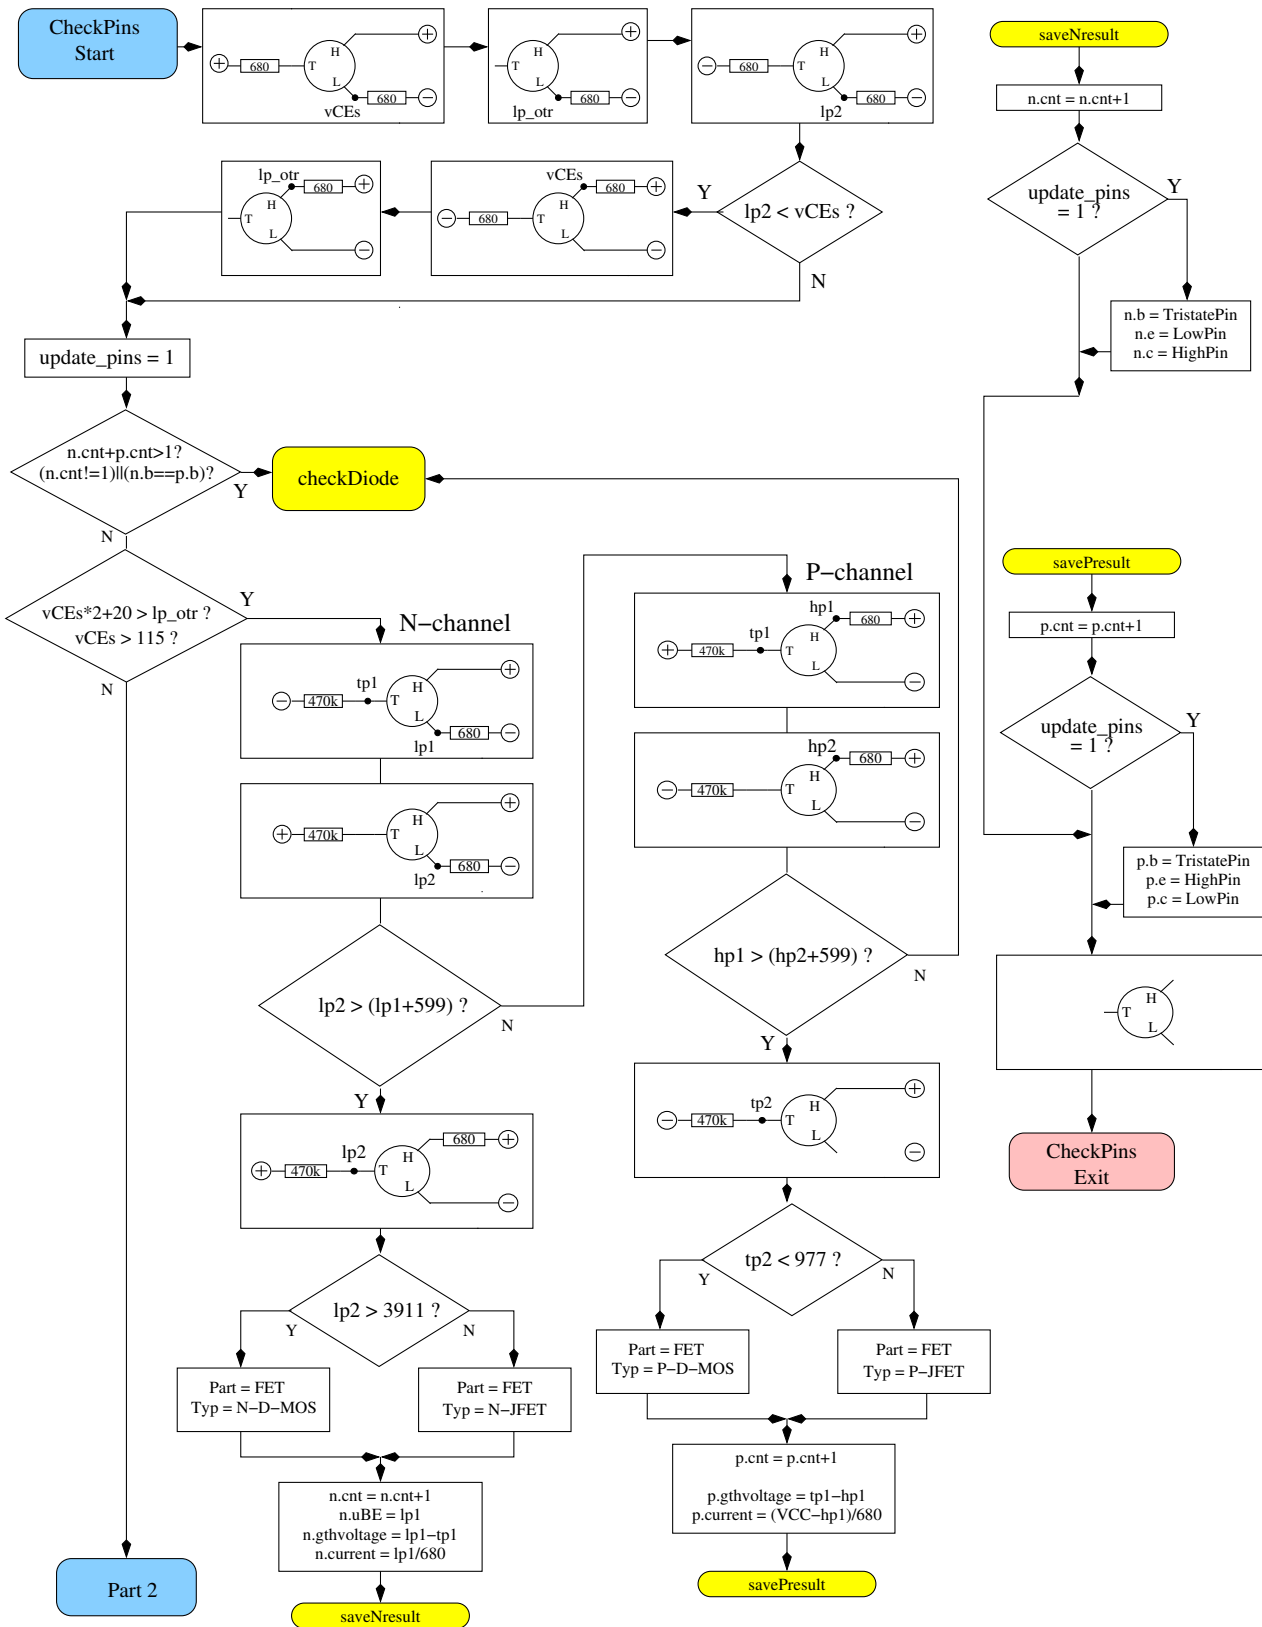 CheckPins
Start
+
680
T
H
L
+
680
−
vCEs
T
H
L
+
680
−
lp_otr
−
680
T
H
L
+
680
−
lp2
lp2 < vCEs ?
Y
N
vCEs
680
+
−
680
T
H
L
−
lp_otr
680
+
T
H
L
−
update_pins = 1
n.cnt+p.cnt>1?
(n.cnt!=1)||(n.b==p.b)?
Y
N
checkDiode
vCEs*2+20 > lp_otr ?
vCEs > 115 ?
Y
N
N−channel
tp1
−
470k
T
H
L
+
680
−
lp1
+
470k
T
H
L
+
680
−
lp2
lp2 > (lp1+599) ?
N
Y
lp2
+
470k
T
H
L
680
+
−
lp2 > 3911 ?
Y
N
Part = FET
Typ = N−D−MOS
Part = FET
Typ = N−JFET
n.cnt = n.cnt+1
n.uBE = lp1
n.gthvoltage = lp1−tp1
n.current = lp1/680
saveNresult
Part 2
P−channel
hp1
tp1
+
470k
T
H
L
680
+
−
hp2
−
470k
T
H
L
680
+
−
hp1 > (hp2+599) ?
N
Y
tp2
−
470k
T
H
L
+
−
tp2 < 977 ?
Y
N
Part = FET
Typ = P−D−MOS
Part = FET
Typ = P−JFET
p.cnt = p.cnt+1
p.gthvoltage = tp1−hp1
p.current = (VCC−hp1)/680
savePresult
saveNresult
n.cnt = n.cnt+1
update_pins
= 1 ?
Y
n.b = TristatePin
n.e = LowPin
n.c = HighPin
savePresult
p.cnt = p.cnt+1
update_pins
= 1 ?
Y
p.b = TristatePin
p.e = HighPin
p.c = LowPin
T
H
L
CheckPins
Exit